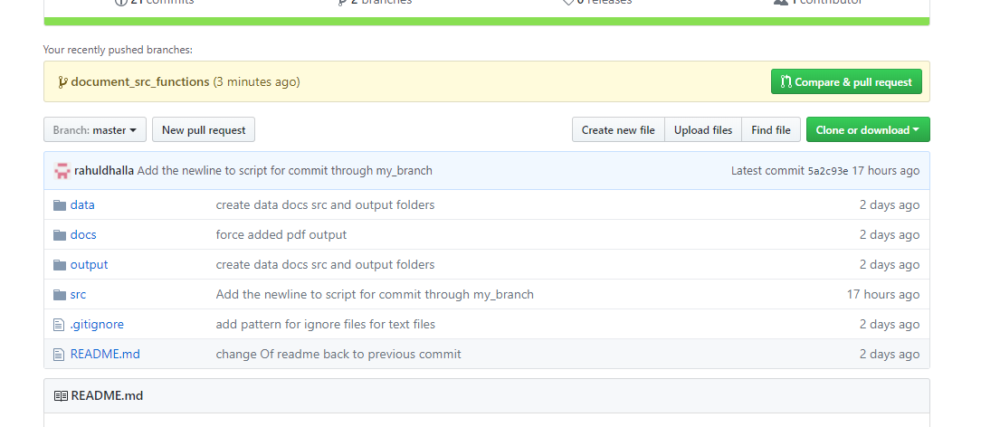 21 commits 2 branches 0 releases 1 contributor
Your recently pushed branches:
document_src_functions (3 minutes ago) Compare & pull request
Branch: master New pull request Create new file Upload files Find file Clone or download
rahuldhalla Add the newline to script for commit through my_branch Latest commit 5a2c93e 17 hours ago
data create data docs src and output folders 2 days ago
docs force added pdf output 2 days ago
output create data docs src and output folders 2 days ago
src Add the newline to script for commit through my_branch 17 hours ago
.gitignore add pattern for ignore files for text files 2 days ago
README.md change Of readme back to previous commit 2 days ago
README.md